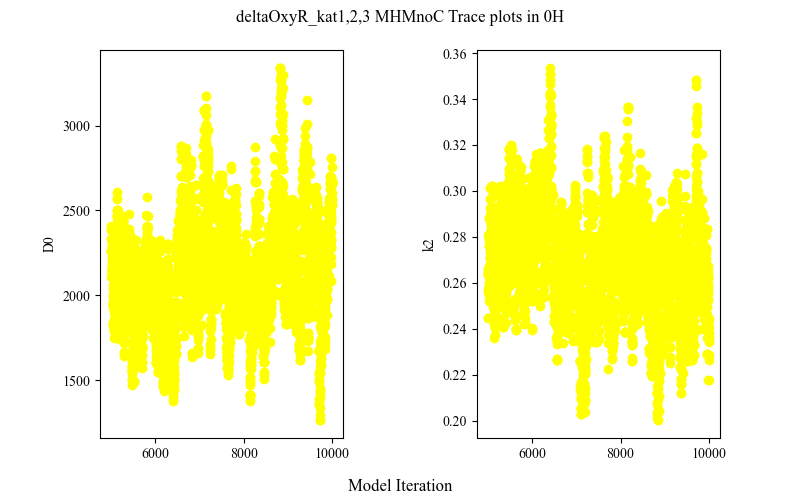 deltaOxyR_kat1,2,3 MHMnoC Trace plots in 0H
3000
2500
2000
1500
D0
6000 8000 10000
0.36
0.34
0.32
0.30
0.28
0.26
0.24
0.22
0.20
k2
6000 8000 10000
Model Iteration